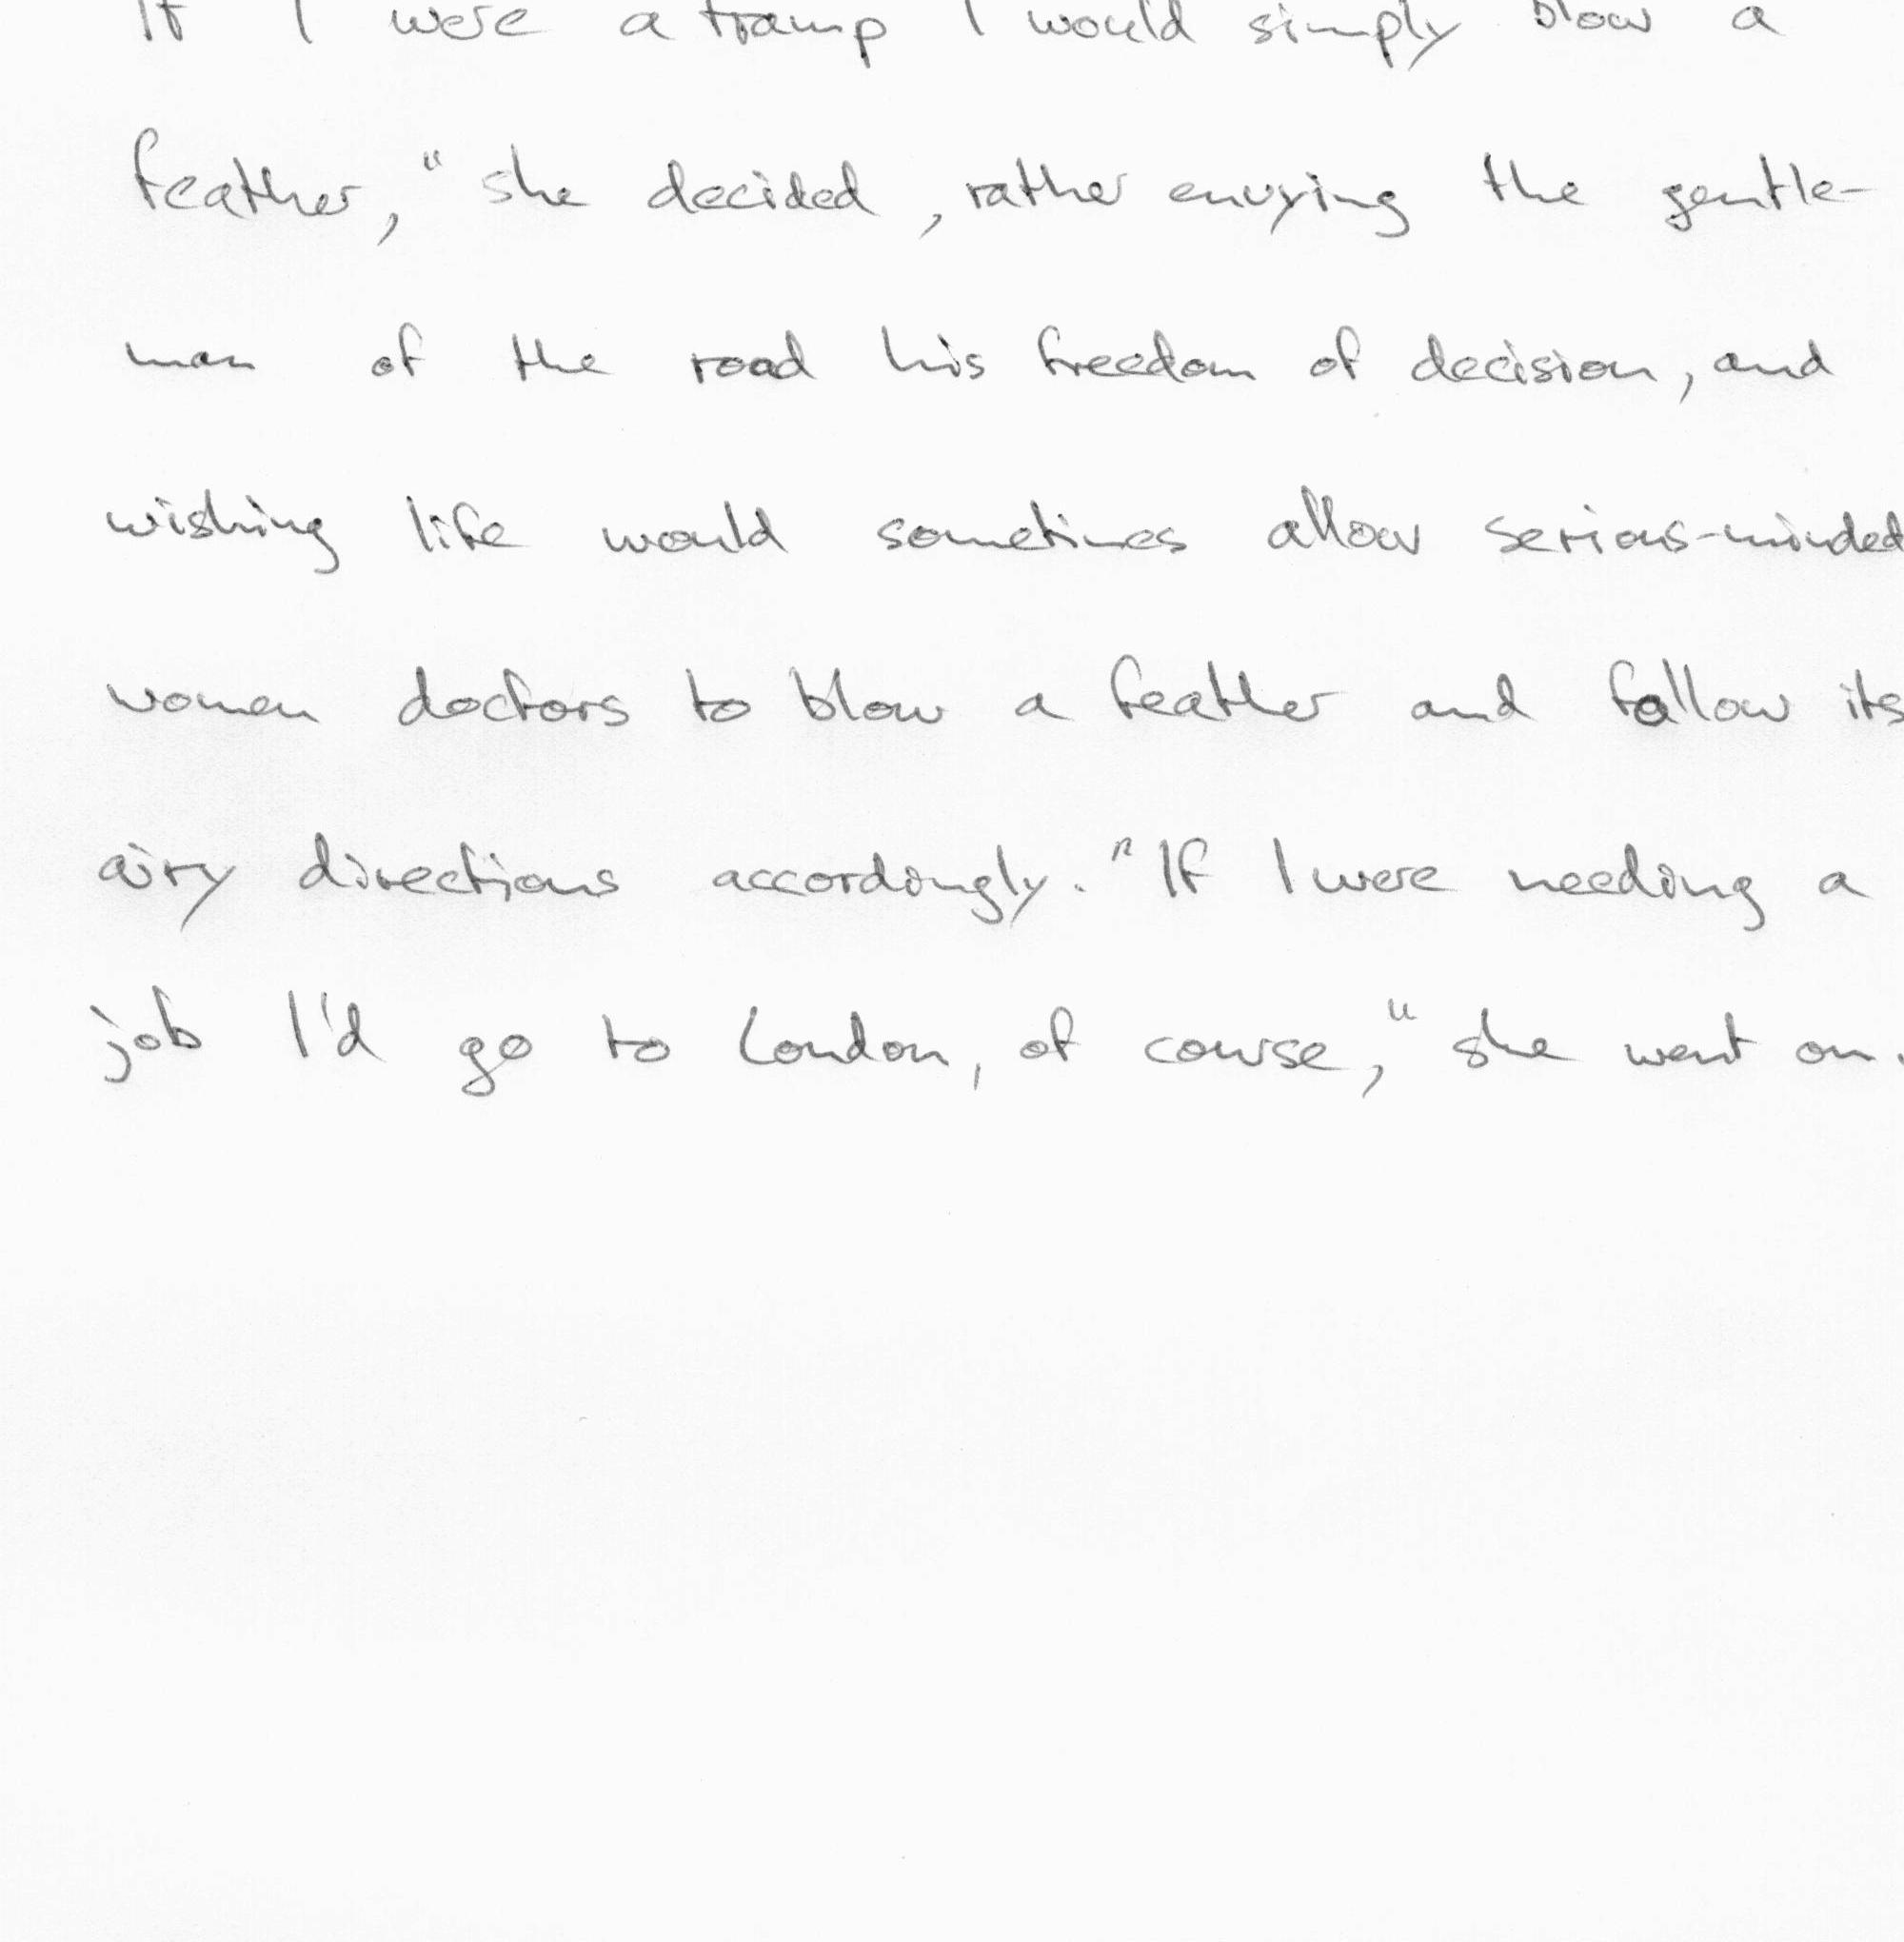 If I were a tramp I would simply blow a
feather," she decided, rather envying the gentle-
man of the road his freedom of decision, and
wishing life would sometimes allow serious-minded
women doctors to blow a feather and follow its
airy directions accordingly. "If I were needing a
job I'd go to London, of course," she went on.